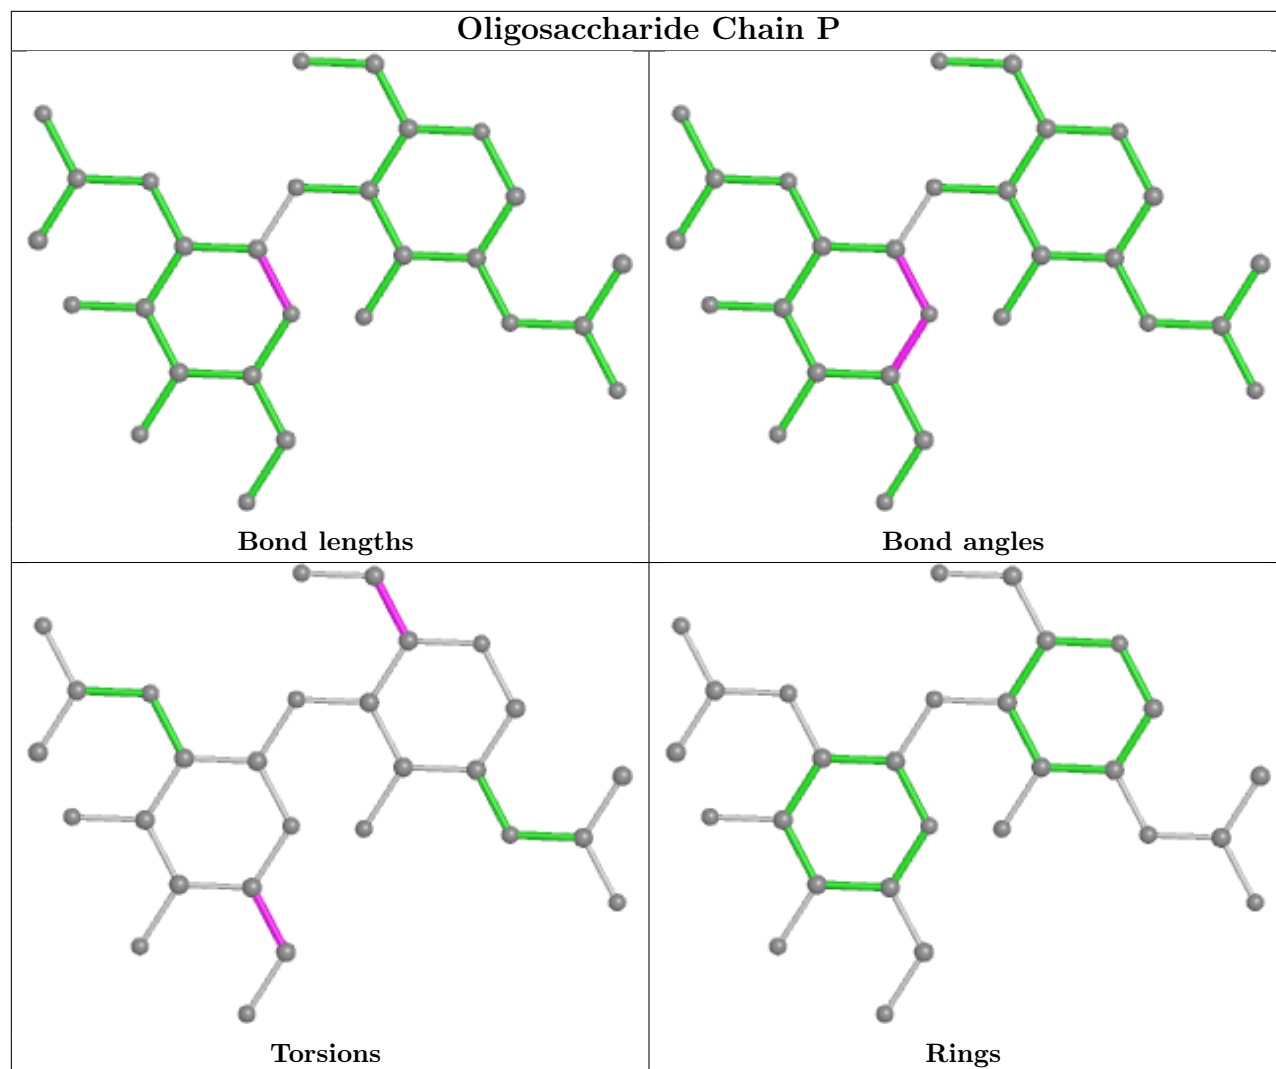 Oligosaccharide Chain P
Bond lengths
Bond angles
Torsions
Rings